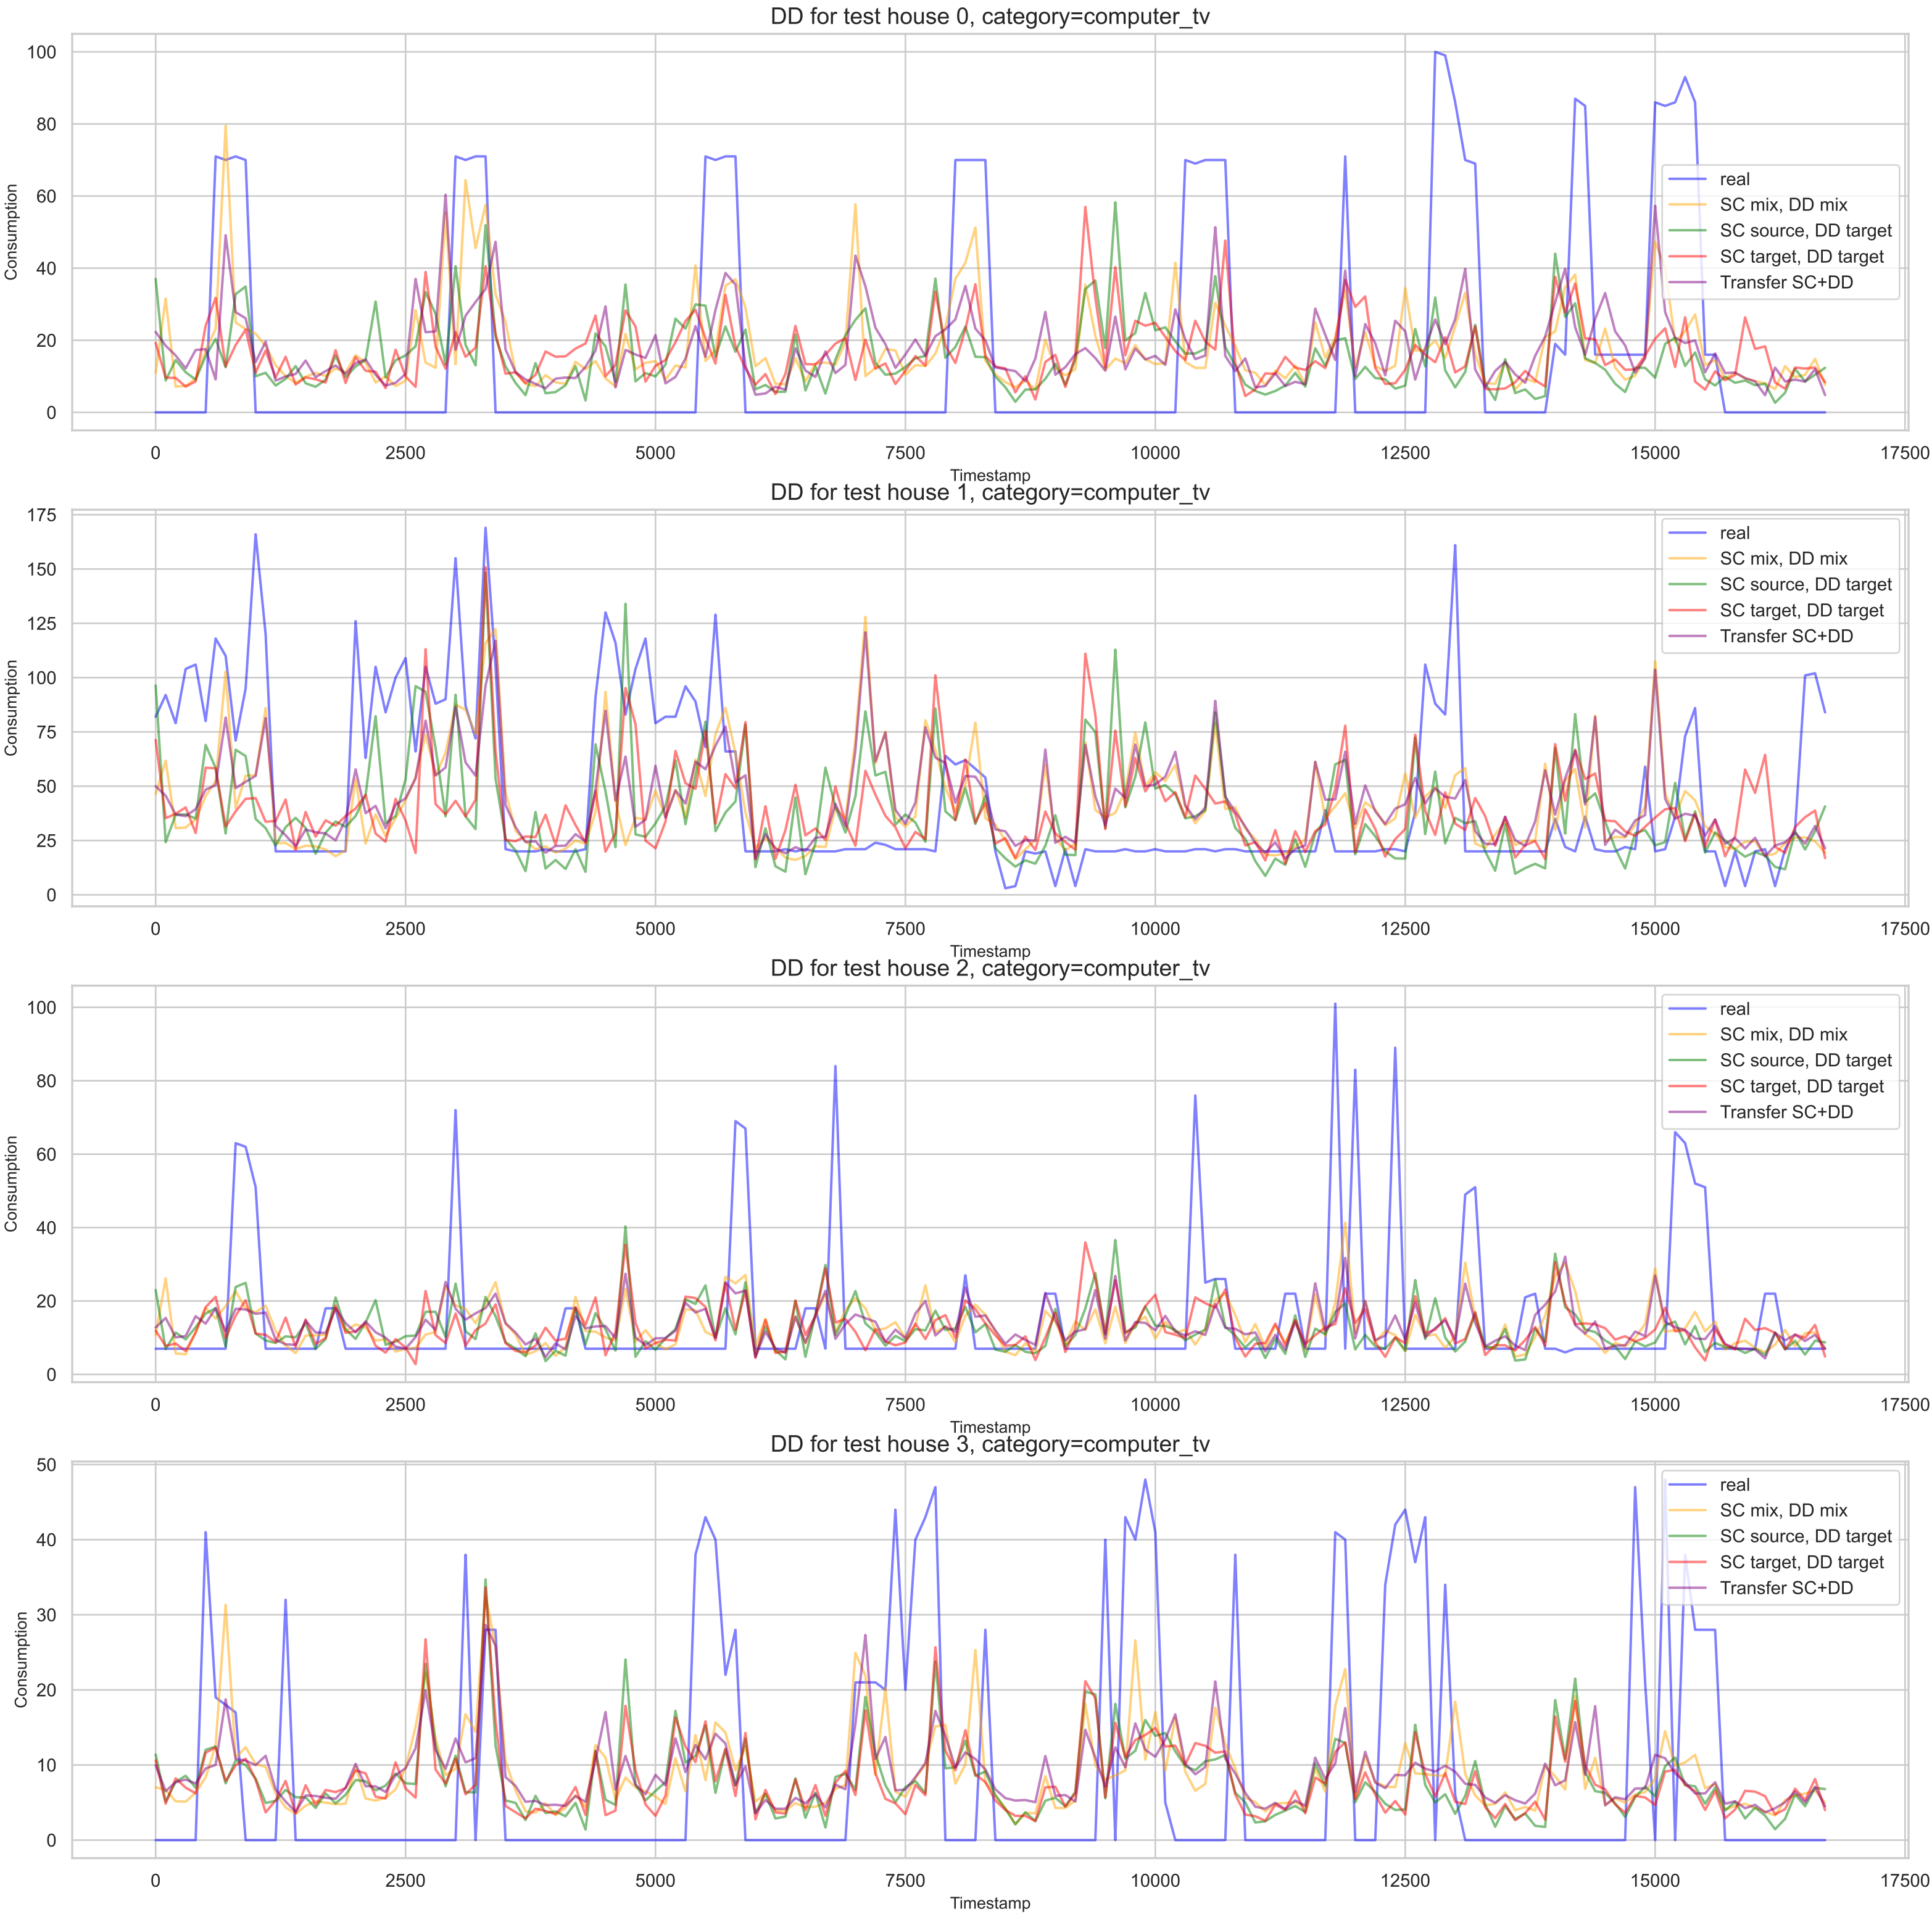 DD for test house 0, category=computer_tv
100
80
60
40
20
0
Consumption
real
SC mix, DD mix
SC source, DD target
SC target, DD target
Transfer SC+DD
0 2500 5000 7500 10000 12500 15000 17500
Timestamp
DD for test house 1, category=computer_tv
175
150
125
100
75
50
25
0
Consumption
real
SC mix, DD mix
SC source, DD target
SC target, DD target
Transfer SC+DD
0 2500 5000 7500 10000 12500 15000 17500
Timestamp
DD for test house 2, category=computer_tv
100
80
60
40
20
0
Consumption
real
SC mix, DD mix
SC source, DD target
SC target, DD target
Transfer SC+DD
0 2500 5000 7500 10000 12500 15000 17500
Timestamp
DD for test house 3, category=computer_tv
50
40
30
20
10
0
Consumption
real
SC mix, DD mix
SC source, DD target
SC target, DD target
Transfer SC+DD
0 2500 5000 7500 10000 12500 15000 17500
Timestamp